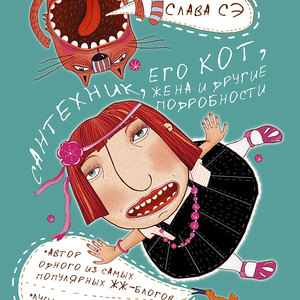 СЛАВА СЭ
САНТЕХНИК, ЕГО КОТ,
ЖЕНА И ДРУГИЕ
ПОДРОБНОСТИ
•АВТОР
ОДНОГО ИЗ САМЫХ
ПОПУЛЯРНЫХ ЖЖ-БЛОГОВ